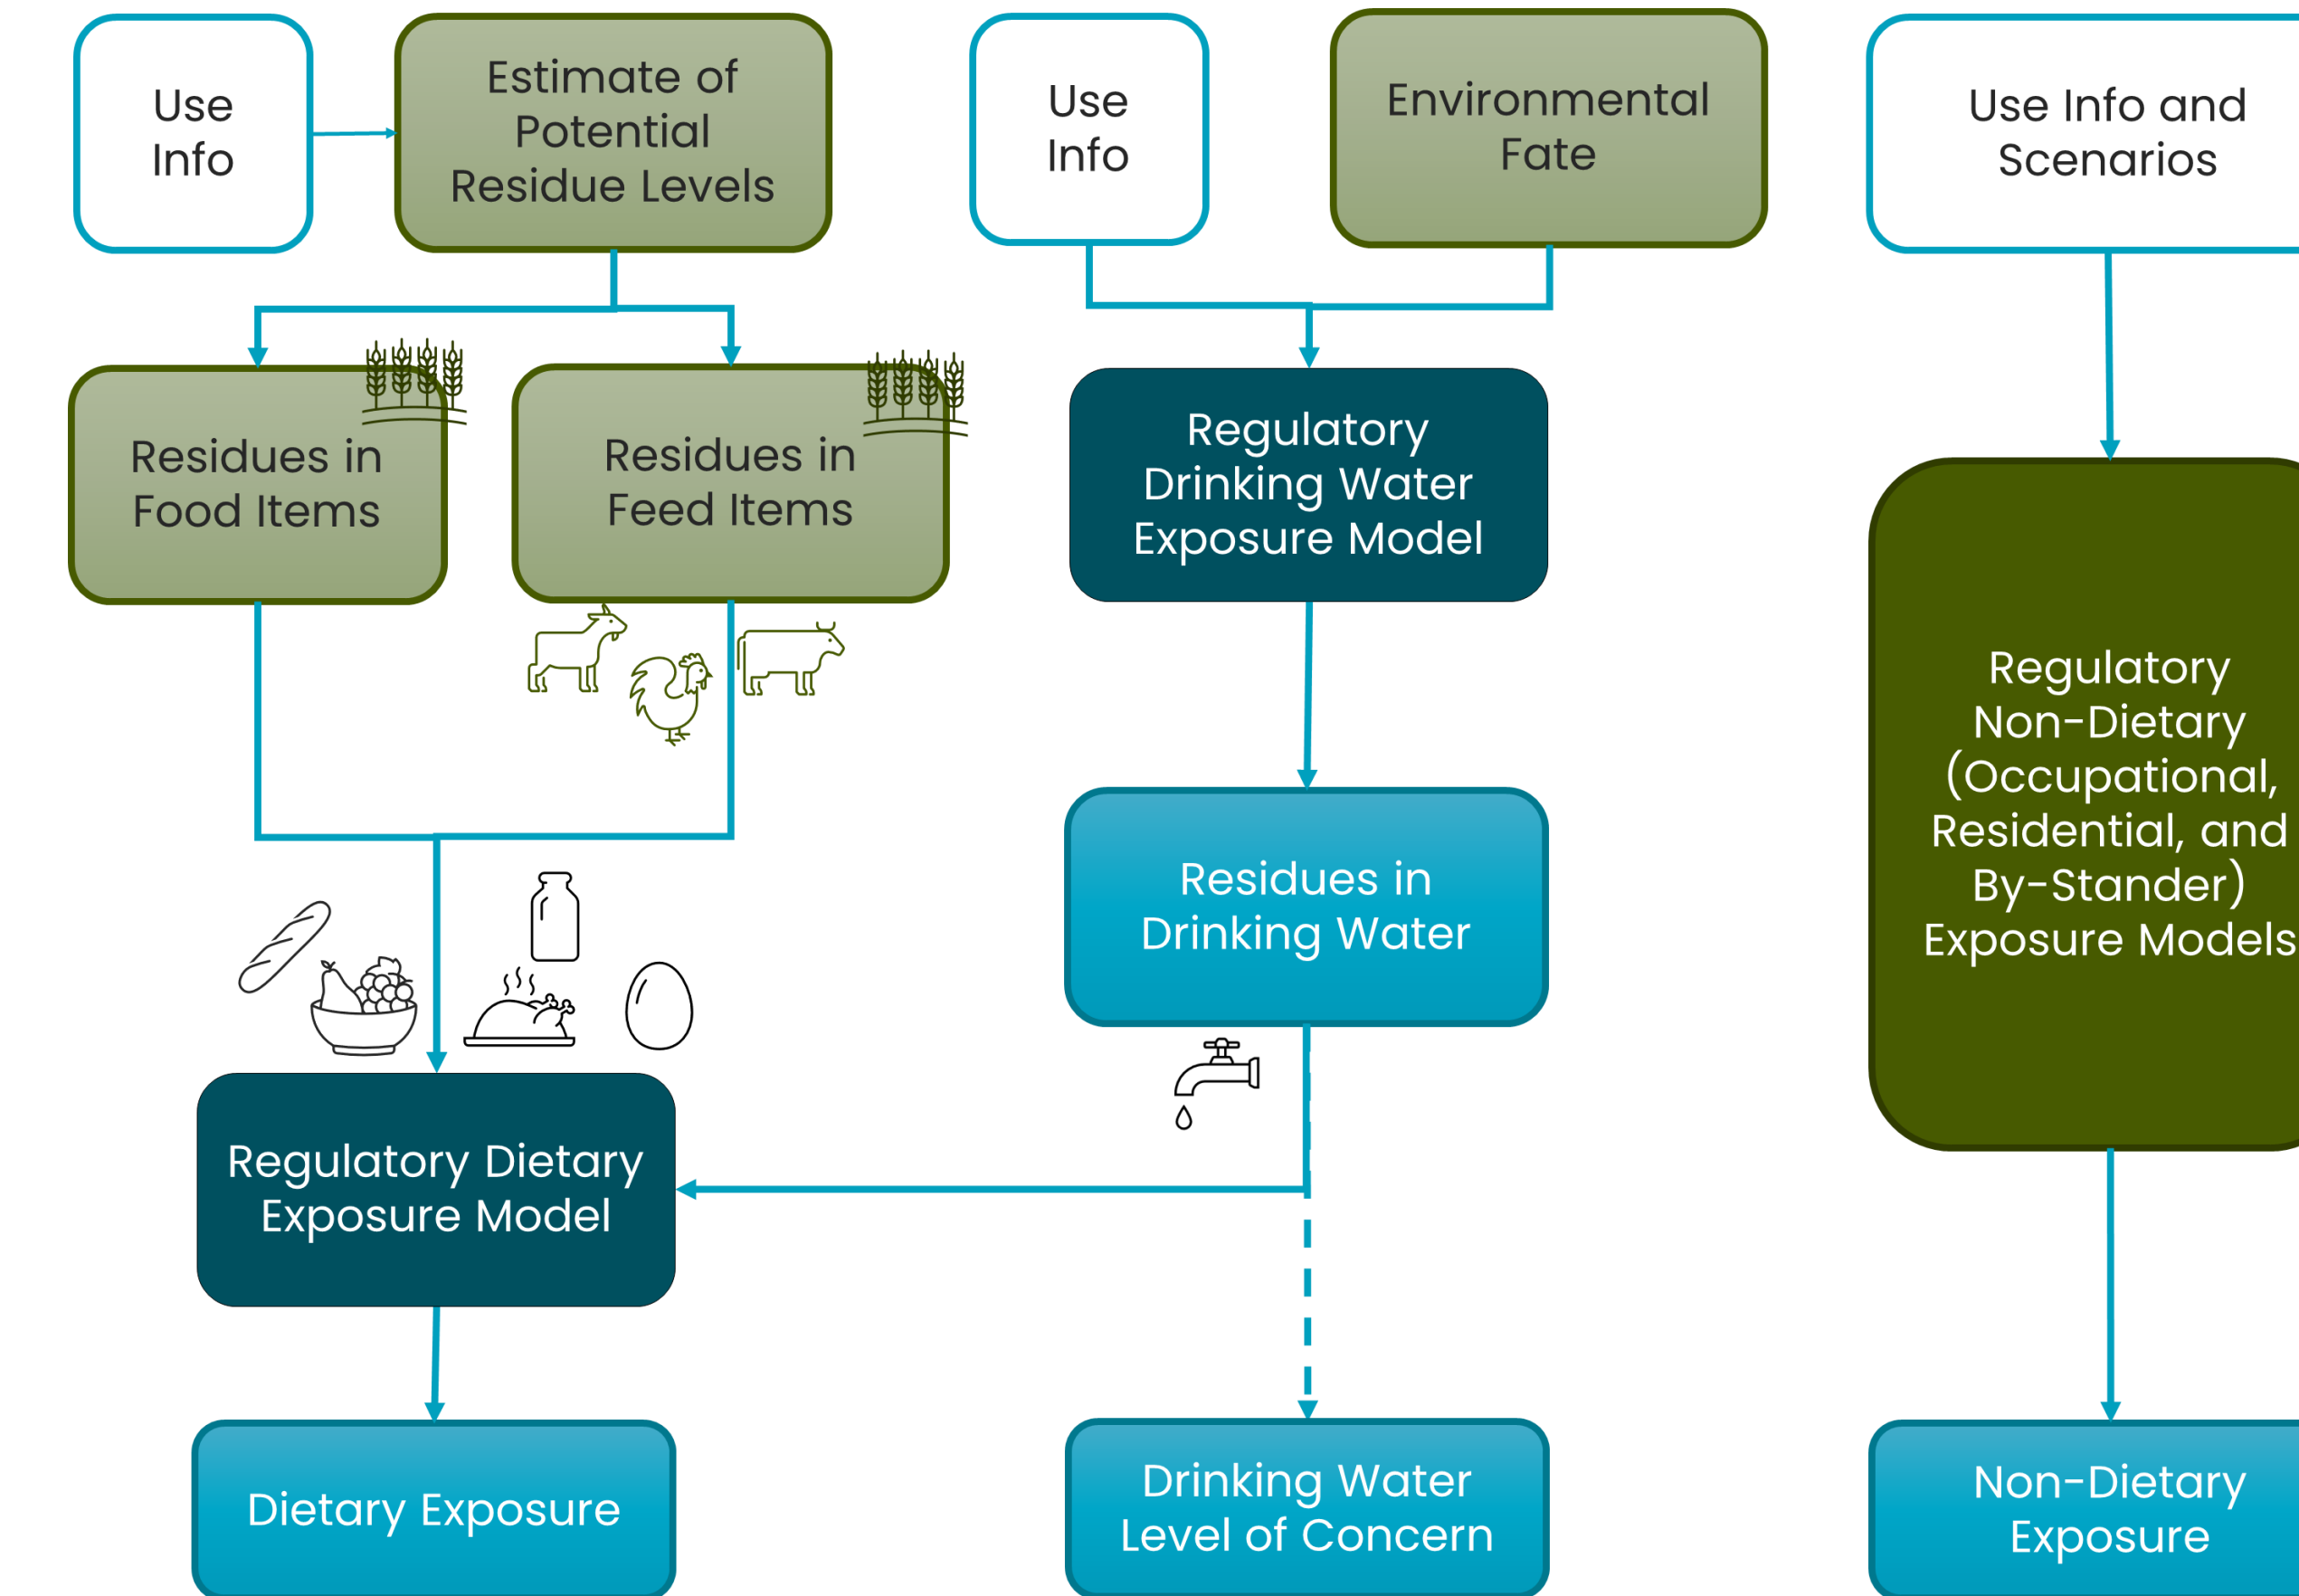 Use
Info
Estimate of
Potential
Residue Levels
Use
Info
Environmental
Fate
Use Info and
Scenarios
Residues in
Food Items
Residues in
Feed Items
Regulatory
Drinking Water
Exposure Model
Regulatory
Non-Dietary
(Occupational,
Residential, and
By-Stander)
Exposure Models
Residues in
Drinking Water
Regulatory Dietary
Exposure Model
Dietary Exposure
Drinking Water
Level of Concern
Non-Dietary
Exposure